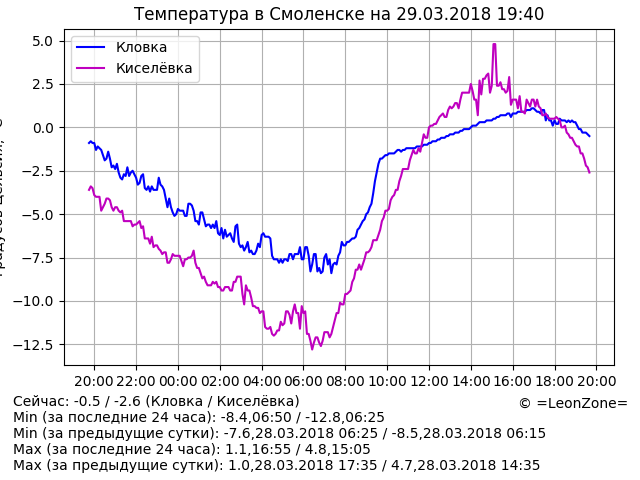 Температура в Смоленске на 29.03.2018 19:40
Кловка
Киселёвка
5.0
2.5
0.0
−2.5
−5.0
−7.5
−10.0
−12.5
20:00 22:00 00:00 02:00 04:00 06:00 08:00 10:00 12:00 14:00 16:00 18:00 20:00
Сейчас: -0.5 / -2.6 (Кловка / Киселёвка)
© =LeonZone=
Min (за последние 24 часа): -8.4,06:50 / -12.8,06:25
Min (за предыдущие сутки): -7.6,28.03.2018 06:25 / -8.5,28.03.2018 06:15
Max (за последние 24 часа): 1.1,16:55 / 4.8,15:05
Max (за предыдущие сутки): 1.0,28.03.2018 17:35 / 4.7,28.03.2018 14:35